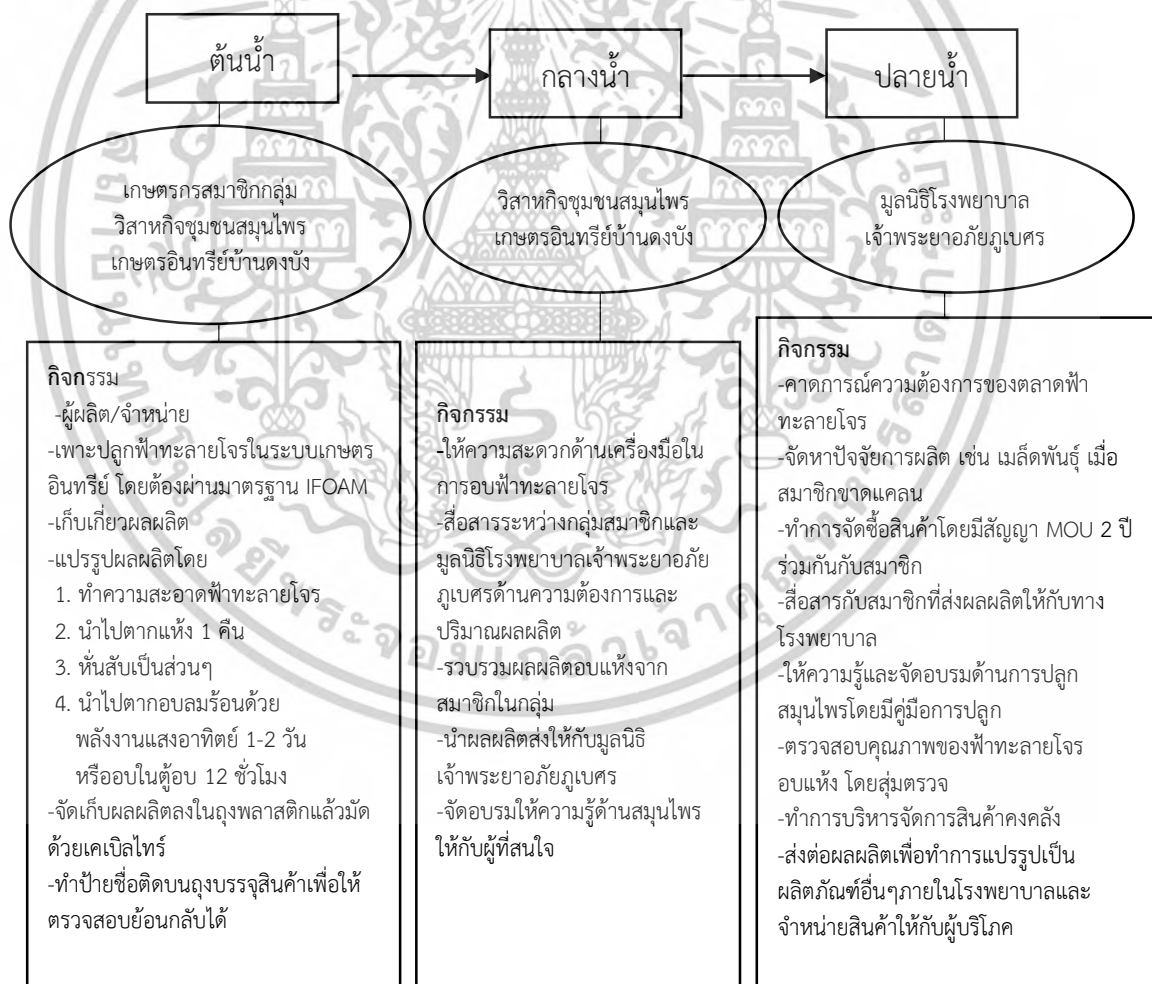 ต้นน้ำ
กลางน้ำ
ปลายน้ำ
เกษตรกรสมาชิกกลุ่ม
วิสาหกิจชุมชนสมุนไพร
เกษตรอินทรีย์บ้านดงบัง
วิสาหกิจชุมชนสมุนไพร
เกษตรอินทรีย์บ้านดงบัง
มูลนิธิโรงพยาบาล
เจ้าพระยาอภัยภูเบศร
กิจกรรม
-ผู้ผลิต/จำหน่าย
-เพาะปลูกฟ้าทะลายโจรในระบบเกษตร
อินทรีย์ โดยต้องผ่านมาตรฐาน IFOAM
-เก็บเกี่ยวผลผลิต
-แปรรูปผลผลิตโดย
1. ทำความสะอาดฟ้าทะลายโจร
2. นำไปตากแห้ง 1 คืน
3. หั่นสับเป็นส่วนๆ
4. นำไปตากอบลมร้อนด้วย
พลังงานแสงอาทิตย์ 1-2 วัน
หรืออบในตู้อบ 12 ชั่วโมง
-จัดเก็บผลผลิตลงในถุงพลาสติกแล้วมัด
ด้วยเคเบิลไทร์
-ทำป้ายชื่อติดบนถุงบรรจุสินค้าเพื่อให้
ตรวจสอบย้อนกลับได้
กิจกรรม
-ให้ความสะดวกด้านเครื่องมือใน
การอบฟ้าทะลายโจร
-สื่อสารระหว่างกลุ่มสมาชิกและ
มูลนิธิโรงพยาบาลเจ้าพระยาอภัย
ภูเบศรด้านความต้องการและ
ปริมาณผลผลิต
-รวบรวมผลผลิตอบแห้งจาก
สมาชิกในกลุ่ม
-นำผลผลิตส่งให้กับมูลนิธิ
เจ้าพระยาอภัยภูเบศร
-จัดอบรมให้ความรู้ด้านสมุนไพร
ให้กับผู้ที่สนใจ
กิจกรรม
-คาดการณ์ความต้องการของตลาดฟ้า
ทะลายโจร
-จัดหาปัจจัยการผลิต เช่น เมล็ดพันธุ์ เมื่อ
สมาชิกขาดแคลน
-ทำการจัดซื้อสินค้าโดยมีสัญญา MOU 2 ปี
ร่วมกันกับสมาชิก
-สื่อสารกับสมาชิกที่ส่งผลผลิตให้กับทาง
โรงพยาบาล
-ให้ความรู้และจัดอบรมด้านการปลูก
สมุนไพรโดยมีคู่มือการปลูก
-ตรวจสอบคุณภาพของฟ้าทะลายโจร
อบแห้ง โดยสุ่มตรวจ
-ทำการบริหารจัดการสินค้าคงคลัง
-ส่งต่อผลผลิตเพื่อทำการแปรรูปเป็น
ผลิตภัณฑ์อื่นๆภายในโรงพยาบาลและ
จำหน่ายสินค้าให้กับผู้บริโภค